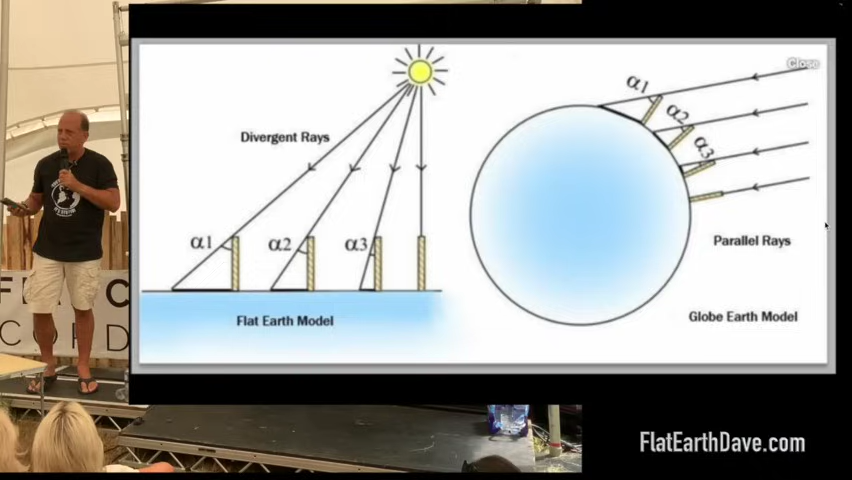 Close
Divergent Rays
α1
α2
α3
Flat Earth Model
α1
α2
α3
Parallel Rays
Globe Earth Model
FlatEarthDave.com